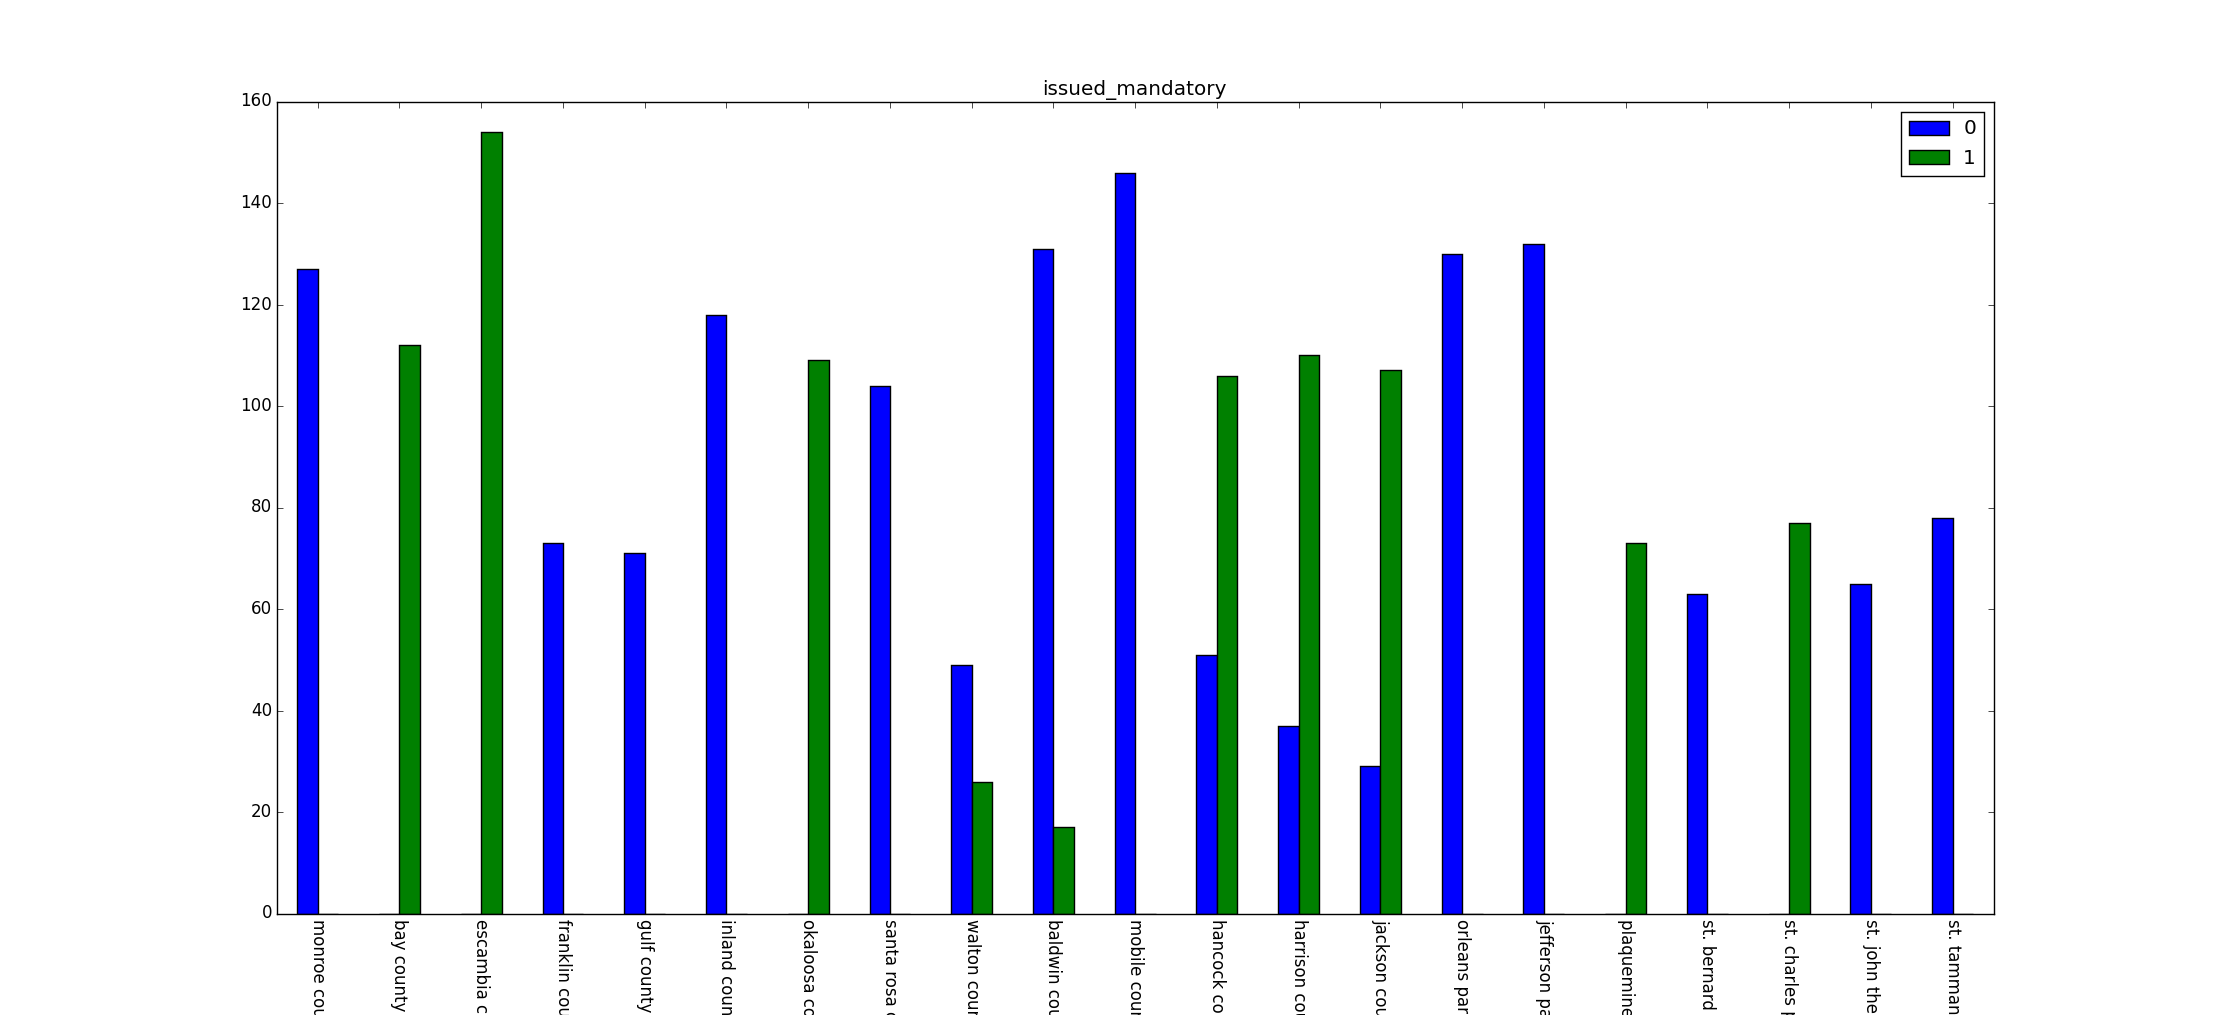 issued_mandatory
0
1
160
140
120
100
80
60
40
20
0
monroe cou
bay county
escambia c
franklin cou
gulf county
inland coun
okaloosa co
santa rosa c
walton coun
baldwin cou
mobile coun
hancock co
harrison cou
jackson cou
orleans par
jefferson pa
plaquemine
st. bernard
st. charles p
st. john the
st. tamman